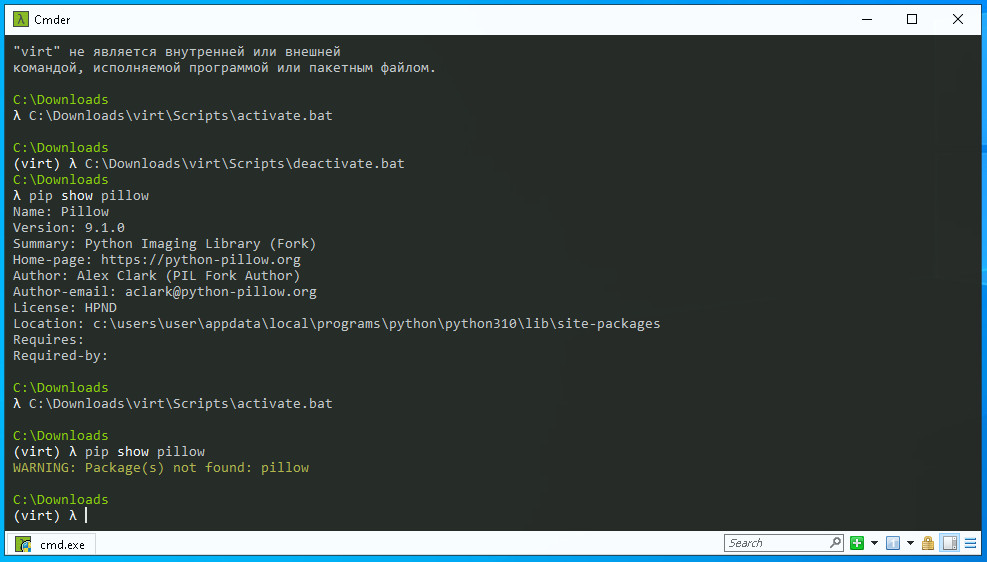 Cmder
"virt" не является внутренней или внешней
командой, исполняемой программой или пакетным файлом.
C:\Downloads
λ C:\Downloads\virt\Scripts\activate.bat
C:\Downloads
(virt) λ C:\Downloads\virt\Scripts\deactivate.bat
C:\Downloads
λ pip show pillow
Name: Pillow
Version: 9.1.0
Summary: Python Imaging Library (Fork)
Home-page: https://python-pillow.org
Author: Alex Clark (PIL Fork Author)
Author-email: aclark@python-pillow.org
License: HPND
Location: c:\users\user\appdata\local\programs\python\python310\lib\site-packages
Requires:
Required-by:
C:\Downloads
λ C:\Downloads\virt\Scripts\activate.bat
C:\Downloads
(virt) λ pip show pillow
WARNING: Package(s) not found: pillow
C:\Downloads
(virt) λ
cmd.exe
Search